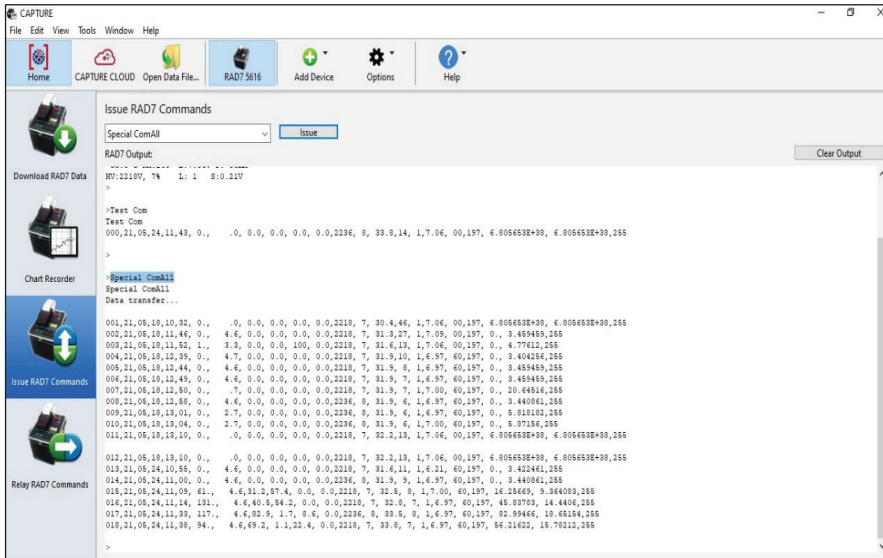 CAPTURE
File Edit View Tools Window Help
Home CAPTURE CLOUD Open Data File... RAD7 5616 Add Device Options Help
Issue RAD7 Commands
Special ComAll Issue
RAD7 Output: Clear Output
Download RAD7 Data
Chart Recorder
Issue RAD7 Commands
Relay RAD7 Commands
HV:2218V, 7% L: 1 S:0.21V
>
>Test Com
Test Com
000,21,05,24,11,43, 0., .0, 0.0, 0.0, 0.0, 0.0,2236, 8, 33.8,14, 1,7.06, 00,197, 6.805653E+38, 6.805653E+38,255
>
>Special ComAll
Special ComAll
Data transfer...
001,21,05,18,10,32, 0., .0, 0.0, 0.0, 0.0, 0.0,2218, 7, 30.4,46, 1,7.06, 00,197, 6.805653E+38, 6.805653E+38,255
002,21,05,18,11,46, 0., 4.6, 0.0, 0.0, 0.0, 0.0,2218, 7, 31.3,27, 1,7.09, 00,197, 0., 3.459459,255
003,21,05,18,11,52, 1., 3.3, 0.0, 0.0, 100, 0.0,2218, 7, 31.6,13, 1,7.06, 00,197, 0., 4.77612,255
004,21,05,18,12,39, 0., 4.7, 0.0, 0.0, 0.0, 0.0,2218, 7, 31.9,10, 1,6.97, 60,197, 0., 3.404256,255
005,21,05,18,12,44, 0., 4.6, 0.0, 0.0, 0.0, 0.0,2218, 7, 31.9, 8, 1,6.97, 60,197, 0., 3.459459,255
006,21,05,18,12,49, 0., 4.6, 0.0, 0.0, 0.0, 0.0,2218, 7, 31.9, 7, 1,6.97, 60,197, 0., 3.459459,255
007,21,05,18,12,50, 0., .7, 0.0, 0.0, 0.0, 0.0,2218, 7, 31.9, 7, 1,7.00, 60,197, 0., 20.64516,255
008,21,05,18,12,58, 0., 4.6, 0.0, 0.0, 0.0, 0.0,2236, 8, 31.9, 6, 1,6.97, 60,197, 0., 3.440861,255
009,21,05,18,13,01, 0., 2.7, 0.0, 0.0, 0.0, 0.0,2236, 8, 31.9, 6, 1,6.97, 60,197, 0., 5.818182,255
010,21,05,18,13,04, 0., 2.7, 0.0, 0.0, 0.0, 0.0,2236, 8, 31.9, 6, 1,7.00, 60,197, 0., 5.87156,255
011,21,05,18,13,10, 0., .0, 0.0, 0.0, 0.0, 0.0,2218, 7, 32.2,13, 1,7.06, 00,197, 6.805653E+38, 6.805653E+38,255
012,21,05,18,13,10, 0., .0, 0.0, 0.0, 0.0, 0.0,2218, 7, 32.2,13, 1,7.06, 00,197, 6.805653E+38, 6.805653E+38,255
013,21,05,24,10,55, 0., 4.6, 0.0, 0.0, 0.0, 0.0,2218, 7, 31.6,11, 1,6.21, 60,197, 0., 3.422461,255
014,21,05,24,11,00, 0., 4.6, 0.0, 0.0, 0.0, 0.0,2236, 8, 31.9, 9, 1,6.97, 60,197, 0., 3.440861,255
015,21,05,24,11,09, 61., 4.6,31.2,57.4, 0.0, 0.0,2218, 7, 32.5, 8, 1,7.00, 60,197, 16.25669, 9.364083,255
016,21,05,24,11,14, 131., 4.6,40.5,54.2, 0.0, 0.0,2218, 7, 32.8, 7, 1,6.97, 60,197, 45.83783, 14.4406,255
017,21,05,24,11,33, 117., 4.6,82.9, 1.7, 8.6, 0.0,2236, 8, 33.5, 8, 1,6.97, 60,197, 82.99466, 18.65154,255
018,21,05,24,11,38, 94., 4.6,69.2, 1.1,22.4, 0.0,2218, 7, 33.8, 7, 1,6.97, 60,197, 56.21622, 15.78212,255
>